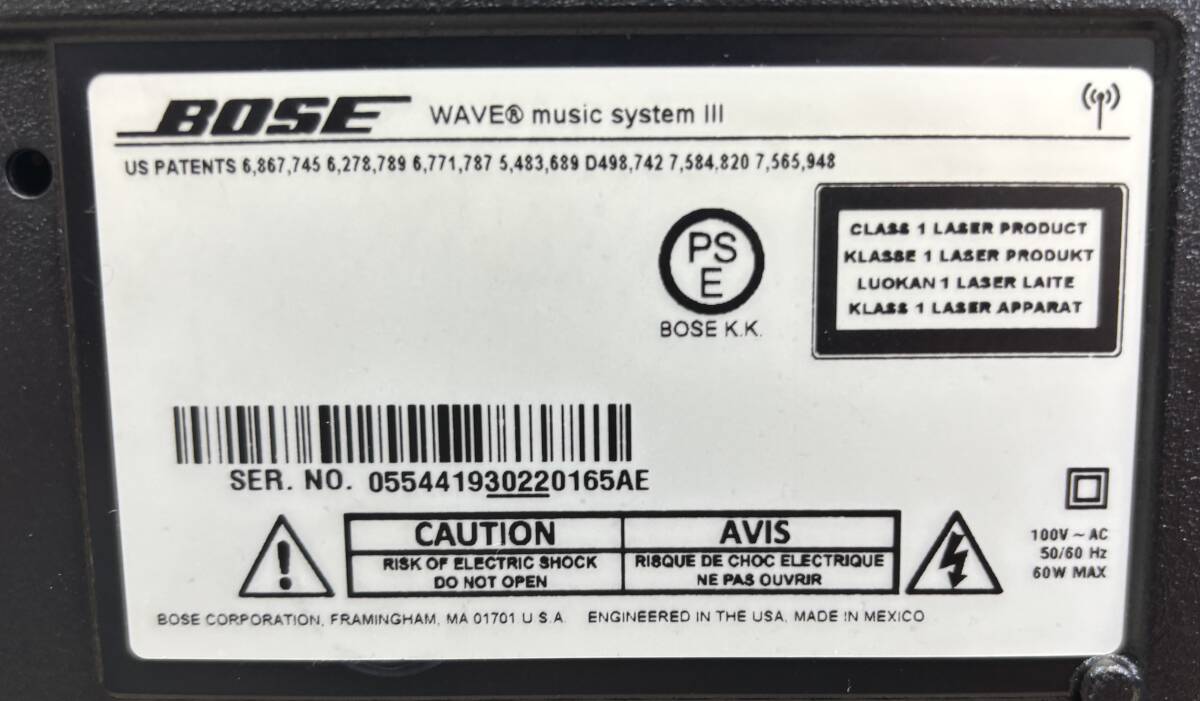 BOSE WAVE® music system III
US PATENTS 6,867,745 6,278,789 6,771,787 5,483,689 D498,742 7,584,820 7,565,948
PS
E
BOSE K.K.
CLASS 1 LASER PRODUCT
KLASSE 1 LASER PRODUKT
LUOKAN 1 LASER LAITE
KLASS 1 LASER APPARAT
SER. NO. 055441930220165AE
CAUTION
RISK OF ELECTRIC SHOCK
DO NOT OPEN
AVIS
RISQUE DE CHOC ELECTRIQUE
NE PAS OUVRIR
100V ~ AC
50/60 Hz
60W MAX
BOSE CORPORATION, FRAMINGHAM, MA 01701 U.S.A. ENGINEERED IN THE USA, MADE IN MEXICO